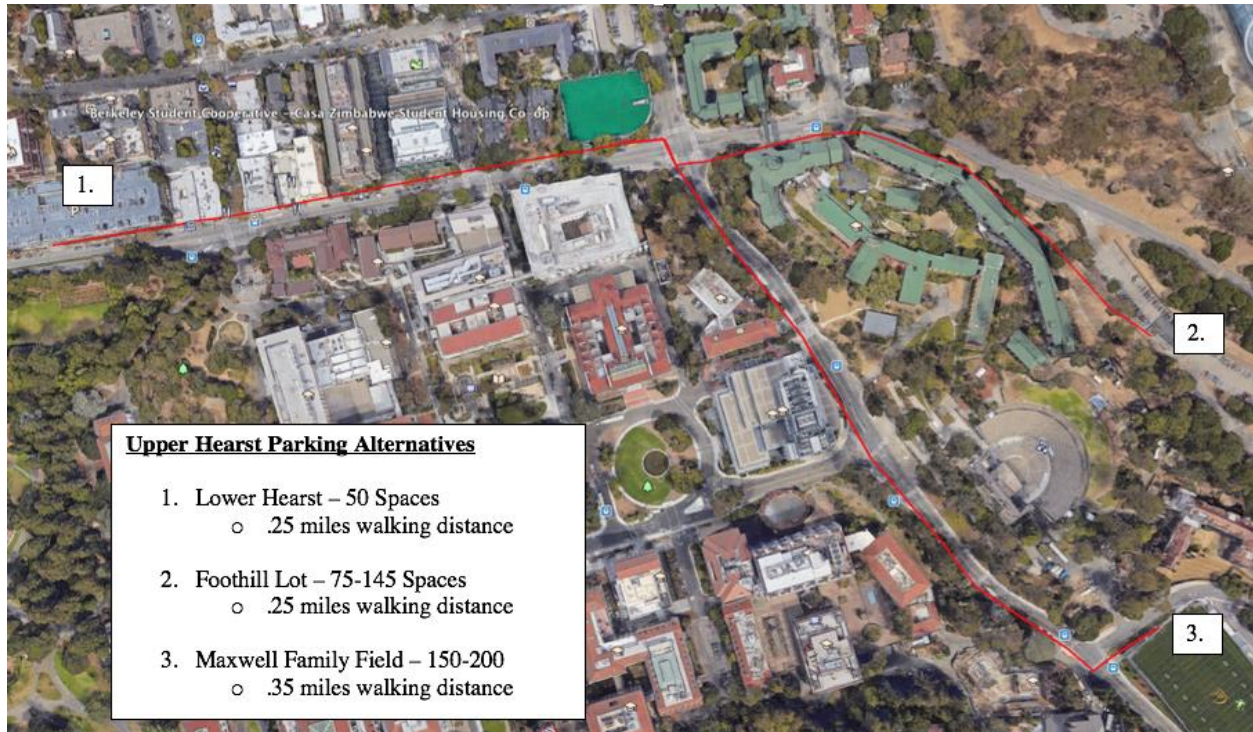 Berkeley Student Cooperative - Casa Zimbabwe Student Housing Co-op
1.
2.
3.
Upper Hearst Parking Alternatives
1. Lower Hearst – 50 Spaces
o .25 miles walking distance
2. Foothill Lot – 75-145 Spaces
o .25 miles walking distance
3. Maxwell Family Field – 150-200
o .35 miles walking distance